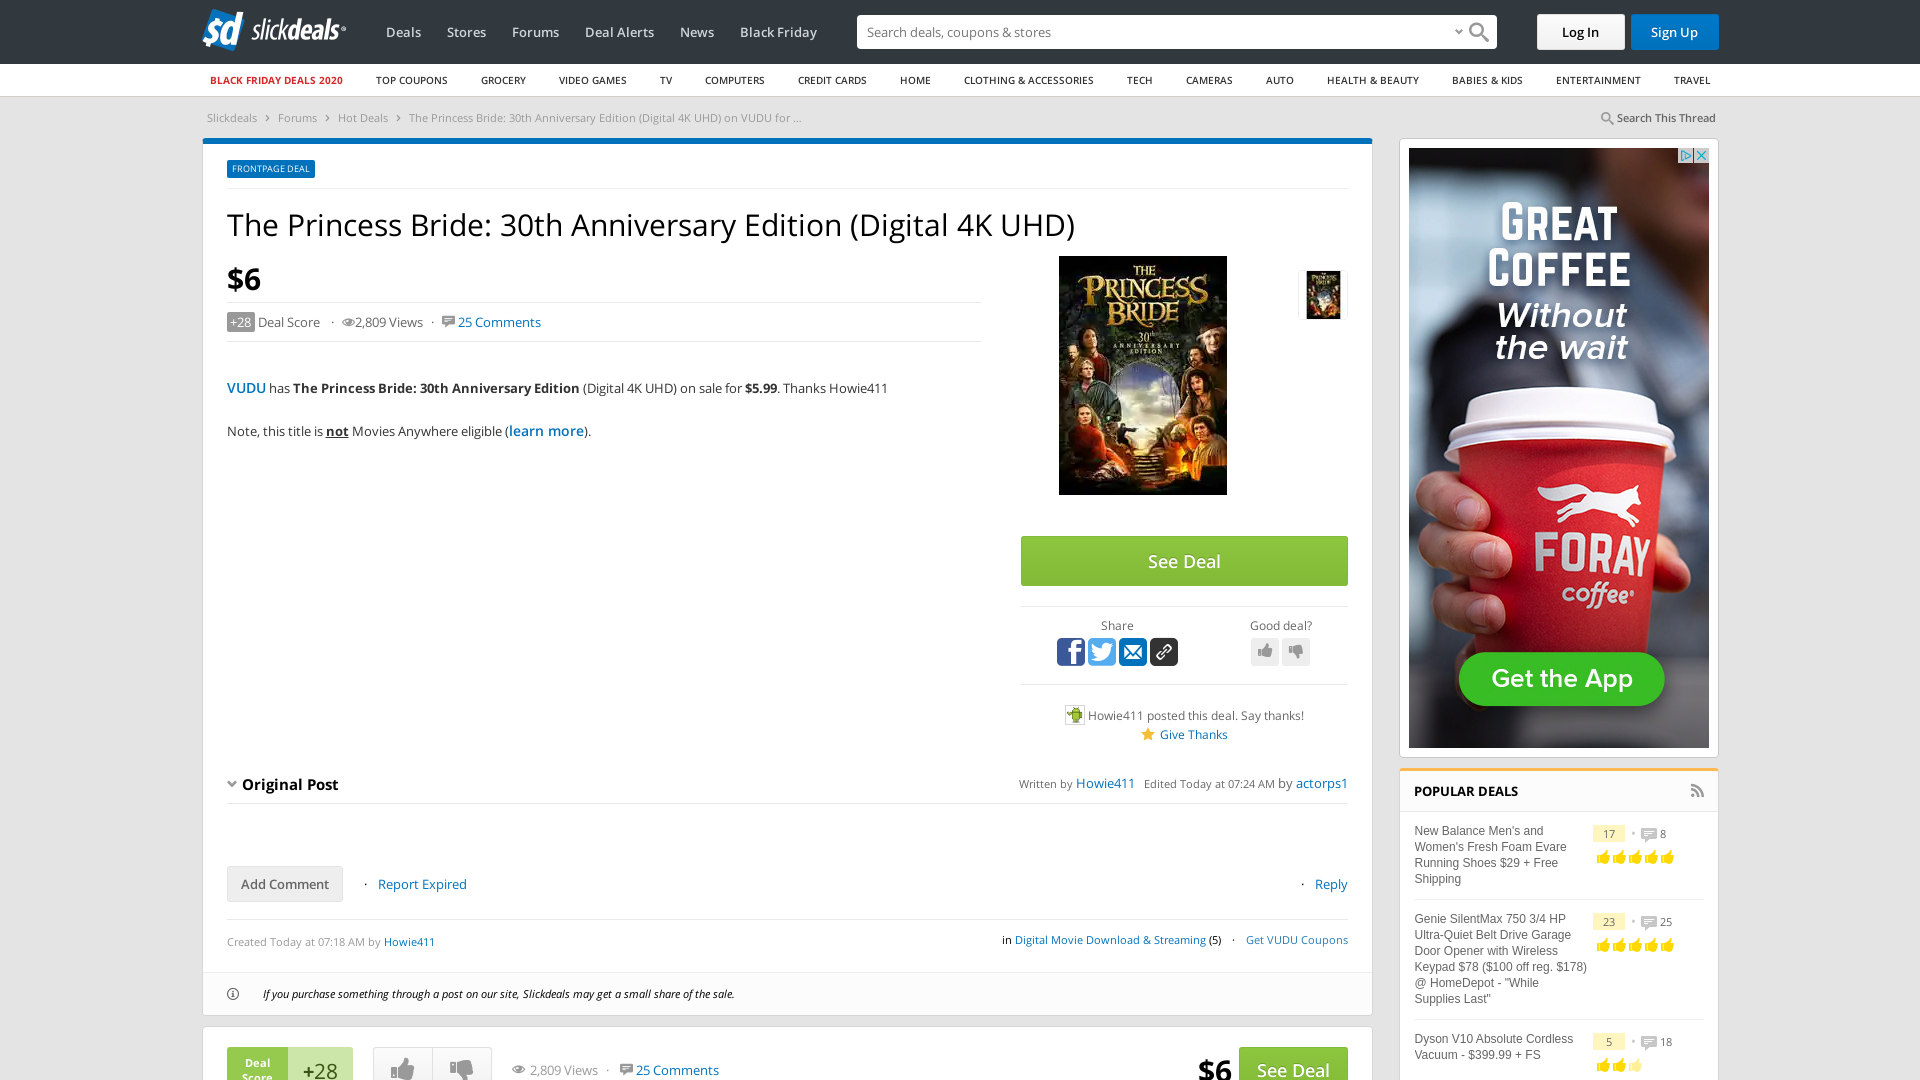 slickdeals
Deals
Stores
Forums
Deal Alerts
News
Black Friday
Search deals, coupons & stores
Log In
Sign Up
BLACK FRIDAY DEALS 2020
TOP COUPONS
GROCERY
VIDEO GAMES
TV
COMPUTERS
CREDIT CARDS
HOME
CLOTHING & ACCESSORIES
TECH
CAMERAS
AUTO
HEALTH & BEAUTY
BABIES & KIDS
ENTERTAINMENT
TRAVEL
Slickdeals > Forums > Hot Deals > The Princess Bride: 30th Anniversary Edition (Digital 4K UHD) on VUDU for ...
Search This Thread
FRONTPAGE DEAL
The Princess Bride: 30th Anniversary Edition (Digital 4K UHD)
$6
+28 Deal Score · 2,809 Views · 25 Comments
VUDU has The Princess Bride: 30th Anniversary Edition (Digital 4K UHD) on sale for $5.99. Thanks Howie411
Note, this title is not Movies Anywhere eligible (learn more).
THE
PRINCESS
BRIDE
30th
ANNIVERSARY
EDITION
See Deal
Share
Good deal?
Howie411 posted this deal. Say thanks!
Give Thanks
Original Post
Written by Howie411 Edited Today at 07:24 AM by actorps1
Add Comment
· Report Expired
· Reply
Created Today at 07:18 AM by Howie411
in Digital Movie Download & Streaming (5) · Get VUDU Coupons
If you purchase something through a post on our site, Slickdeals may get a small share of the sale.
Deal
Score
+28
2,809 Views · 25 Comments
$6
See Deal
GREAT
COFFEE
Without
the wait
FORAY
coffee
Get the App
POPULAR DEALS
New Balance Men's and
Women's Fresh Foam Evare
Running Shoes $29 + Free
Shipping
17 • 8
Genie SilentMax 750 3/4 HP
Ultra-Quiet Belt Drive Garage
Door Opener with Wireless
Keypad $78 ($100 off reg. $178)
@ HomeDepot - "While
Supplies Last"
23 • 25
Dyson V10 Absolute Cordless
Vacuum - $399.99 + FS
5 • 18